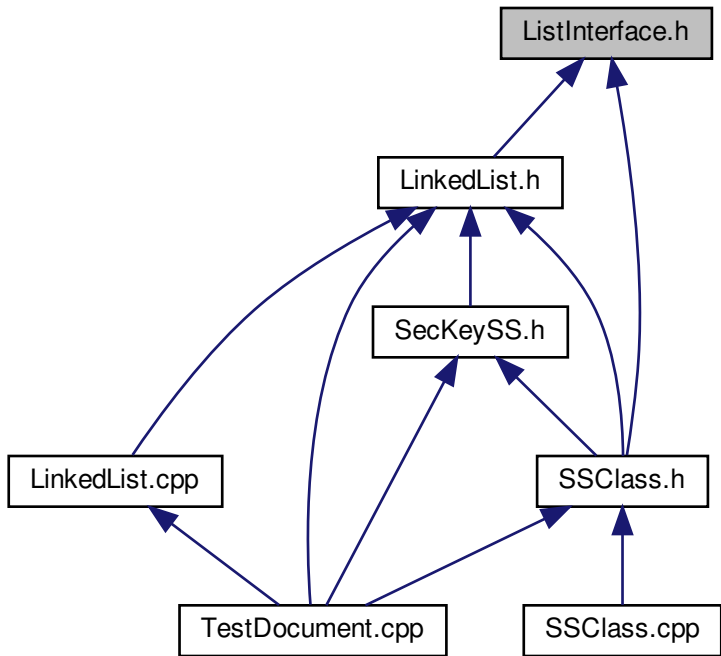 ListInterface.h
LinkedList.h
SecKeySS.h
LinkedList.cpp
SSClass.h
TestDocument.cpp
SSClass.cpp